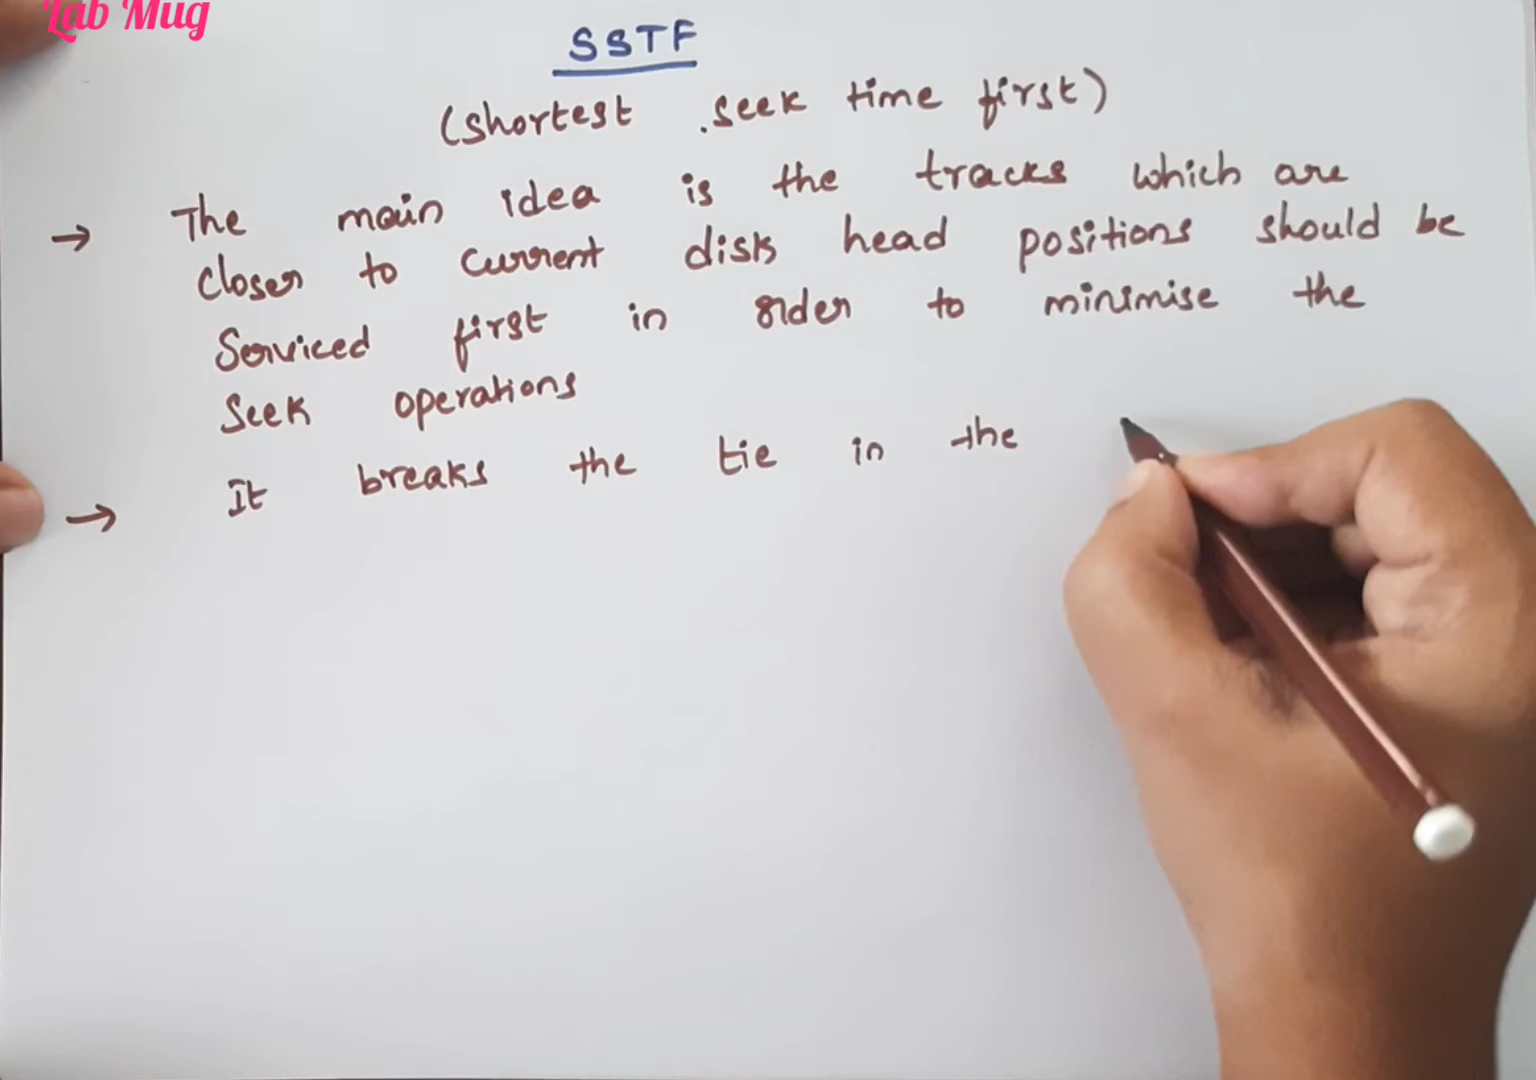 Lab Mug
SSTF
(shortest seek time first)
→ The main idea is the tracks which are
closer to current disk head positions should be
Serviced first in order to minimise the
Seek operations
→ It breaks the tie in the